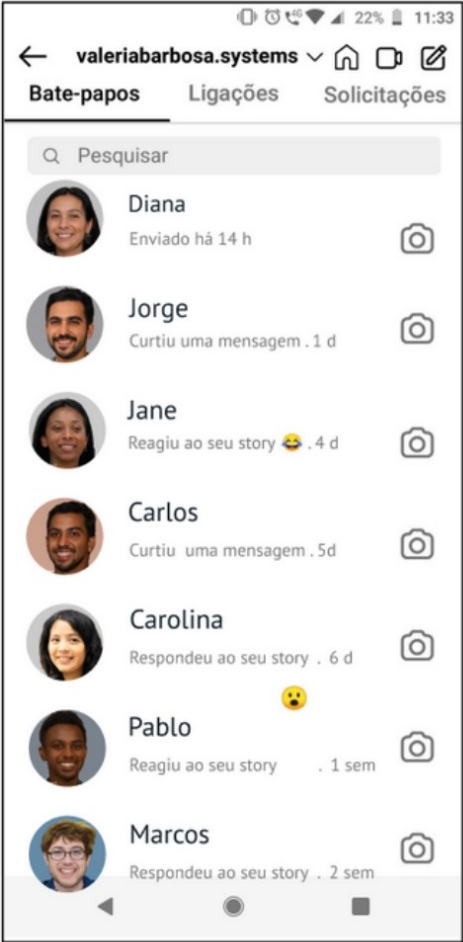 4G 22% 11:33
valeriabarbosa.systems
Bate-papos Ligações Solicitações
Pesquisar
Diana
Enviado há 14 h
Jorge
Curtiu uma mensagem . 1 d
Jane
Reagiu ao seu story 😂 . 4 d
Carlos
Curtiu uma mensagem . 5d
Carolina
Respondeu ao seu story . 6 d
😮
Pablo
Reagiu ao seu story . 1 sem
Marcos
Respondeu ao seu story . 2 sem